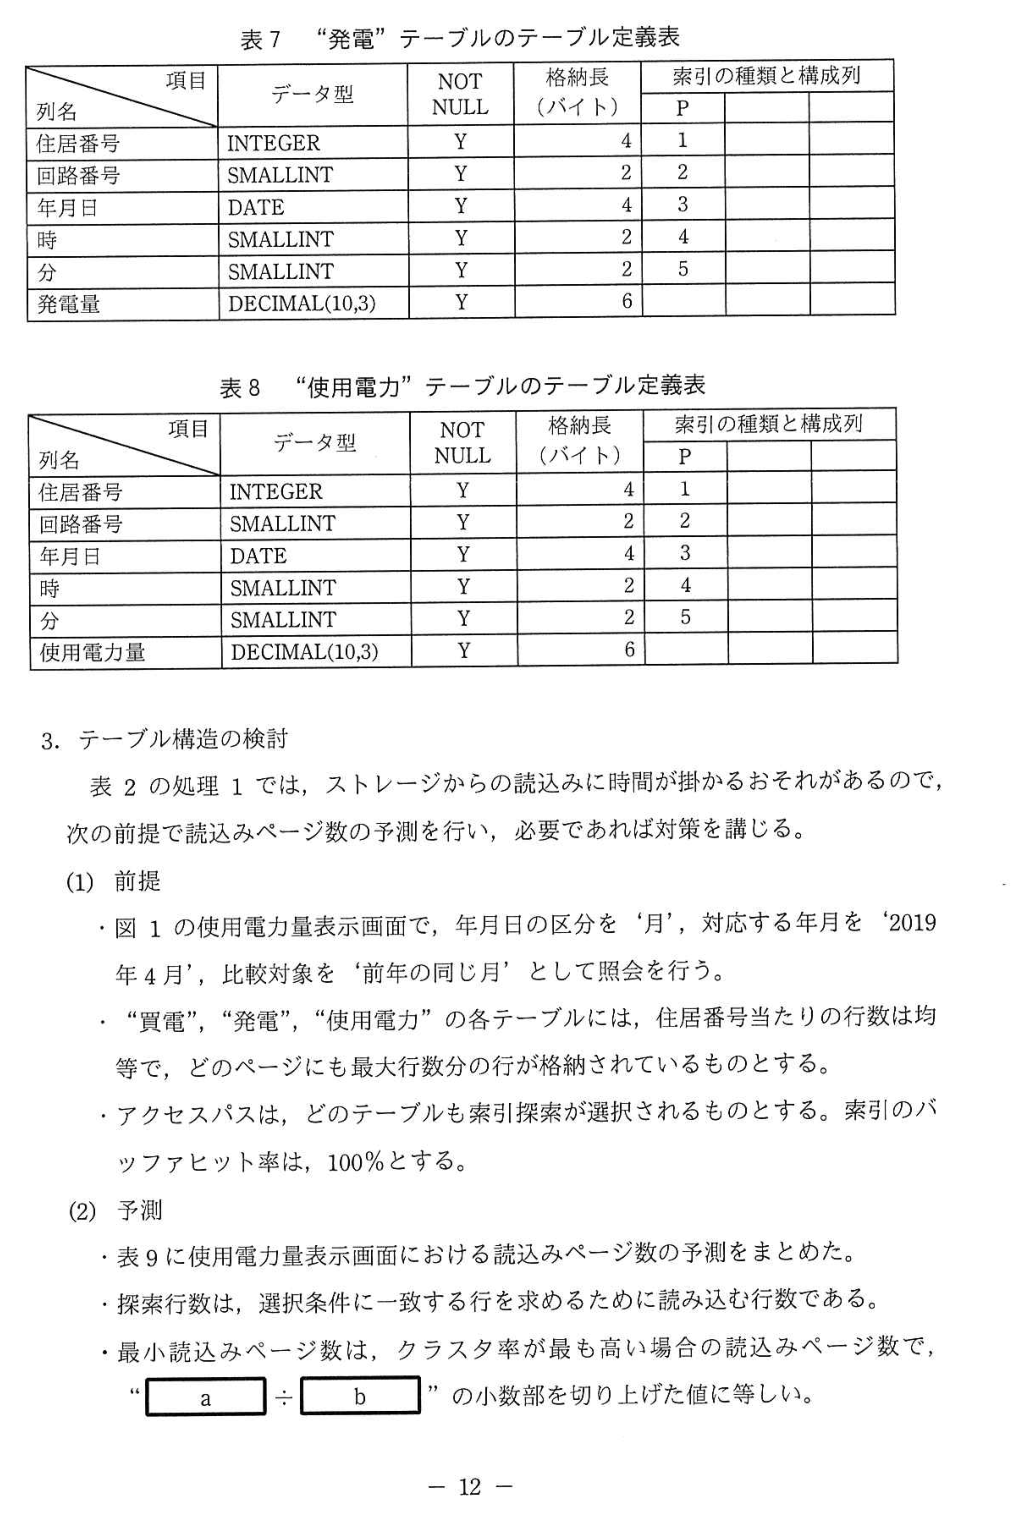 表7 “発電”テーブルのテーブル定義表
項目 データ型 NOT NULL 格納長（バイト） 索引の種類と構成列
列名 P
住居番号 INTEGER Y 4 1
回路番号 SMALLINT Y 2 2
年月日 DATE Y 4 3
時 SMALLINT Y 2 4
分 SMALLINT Y 2 5
発電量 DECIMAL(10,3) Y 6
表8 “使用電力”テーブルのテーブル定義表
項目 データ型 NOT NULL 格納長（バイト） 索引の種類と構成列
列名 P
住居番号 INTEGER Y 4 1
回路番号 SMALLINT Y 2 2
年月日 DATE Y 4 3
時 SMALLINT Y 2 4
分 SMALLINT Y 2 5
使用電力量 DECIMAL(10,3) Y 6
3. テーブル構造の検討
表 2 の処理 1 では，ストレージからの読込みに時間が掛かるおそれがあるので，
次の前提で読込みページ数の予測を行い，必要であれば対策を講じる。
(1) 前提
・図 1 の使用電力量表示画面で，年月日の区分を‘月’，対応する年月を‘2019
年4月’，比較対象を‘前年の同じ月’として照会を行う。
・“買電”，“発電”，“使用電力”の各テーブルには，住居番号当たりの行数は均
等で，どのページにも最大行数分の行が格納されているものとする。
・アクセスパスは，どのテーブルも索引探索が選択されるものとする。索引のバ
ッファヒット率は，100％とする。
(2) 予測
・表9に使用電力量表示画面における読込みページ数の予測をまとめた。
・探索行数は，選択条件に一致する行を求めるために読み込む行数である。
・最小読込みページ数は，クラスタ率が最も高い場合の読込みページ数で，
“ a ÷ b ”の小数部を切り上げた値に等しい。
－ 12 －